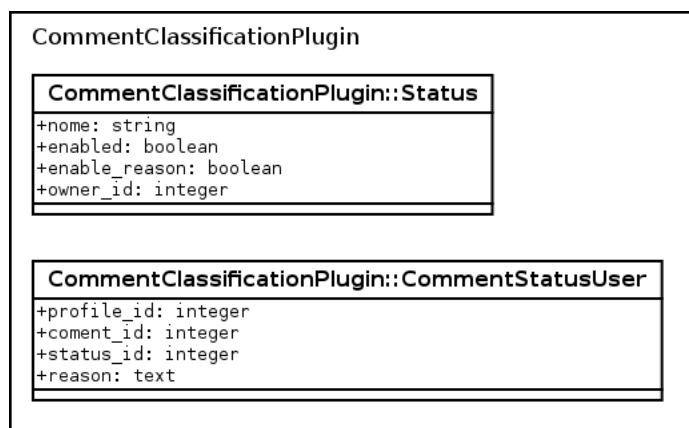 CommentClassificationPlugin
CommentClassificationPlugin::Status
+nome: string
+enabled: boolean
+enable_reason: boolean
+owner_id: integer
CommentClassificationPlugin::CommentStatusUser
+profile_id: integer
+coment_id: integer
+status_id: integer
+reason: text